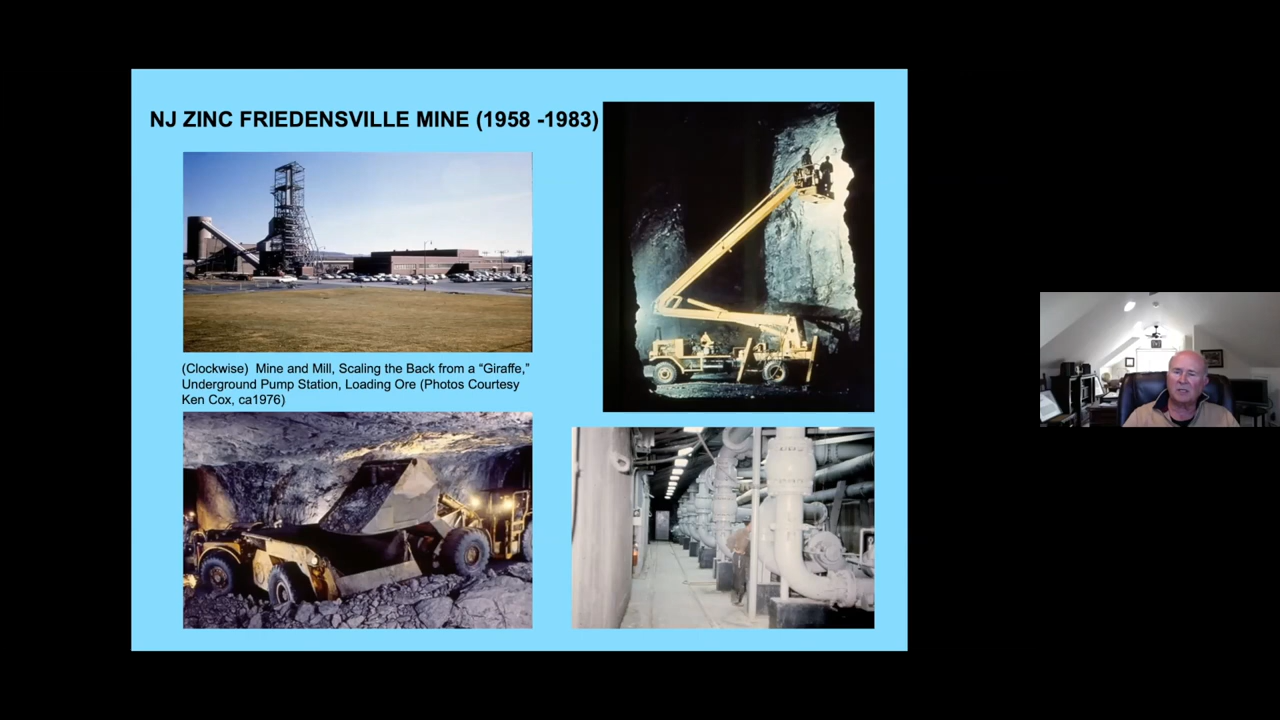 NJ ZINC FRIEDENSVILLE MINE (1958 -1983)
(Clockwise)  Mine and Mill, Scaling the Back from a “Giraffe,”
Underground Pump Station, Loading Ore (Photos Courtesy
Ken Cox, ca1976)